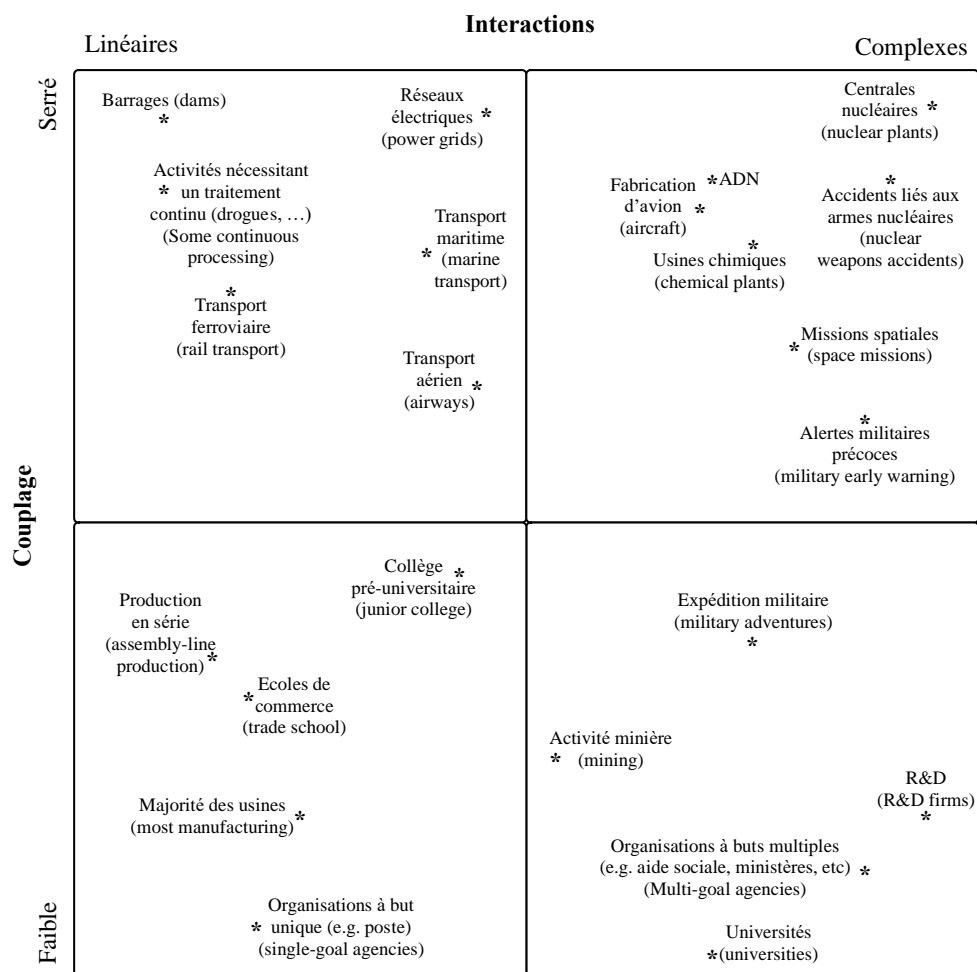 Interactions
Linéaires
Complexes
Serré
Couplage
Faible
Barrages (dams)
*
Réseaux
électriques *
(power grids)
Activités nécessitant
* un traitement
continu (drogues, …)
(Some continuous
processing)
Transport
maritime
* (marine
transport)
*
Transport
ferroviaire
(rail transport)
Transport
aérien *
(airways)
Centrales
nucléaires *
(nuclear plants)
*ADN
Fabrication
d’avion *
(aircraft)
*
Accidents liés aux
armes nucléaires
(nuclear
weapons accidents)
*
Usines chimiques
(chemical plants)
Missions spatiales
*(space missions)
*
Alertes militaires
précoces
(military early warning)
Collège *
pré-universitaire
(junior college)
Production
en série
(assembly-line
production)*
Ecoles de
*commerce
(trade school)
Majorité des usines
(most manufacturing)*
Organisations à but
* unique (e.g. poste)
(single-goal agencies)
Expédition militaire
(military adventures)
*
Activité minière
* (mining)
R&D
(R&D firms)
*
Organisations à buts multiples
(e.g. aide sociale, ministères, etc) *
(Multi-goal agencies)
Universités
*(universities)